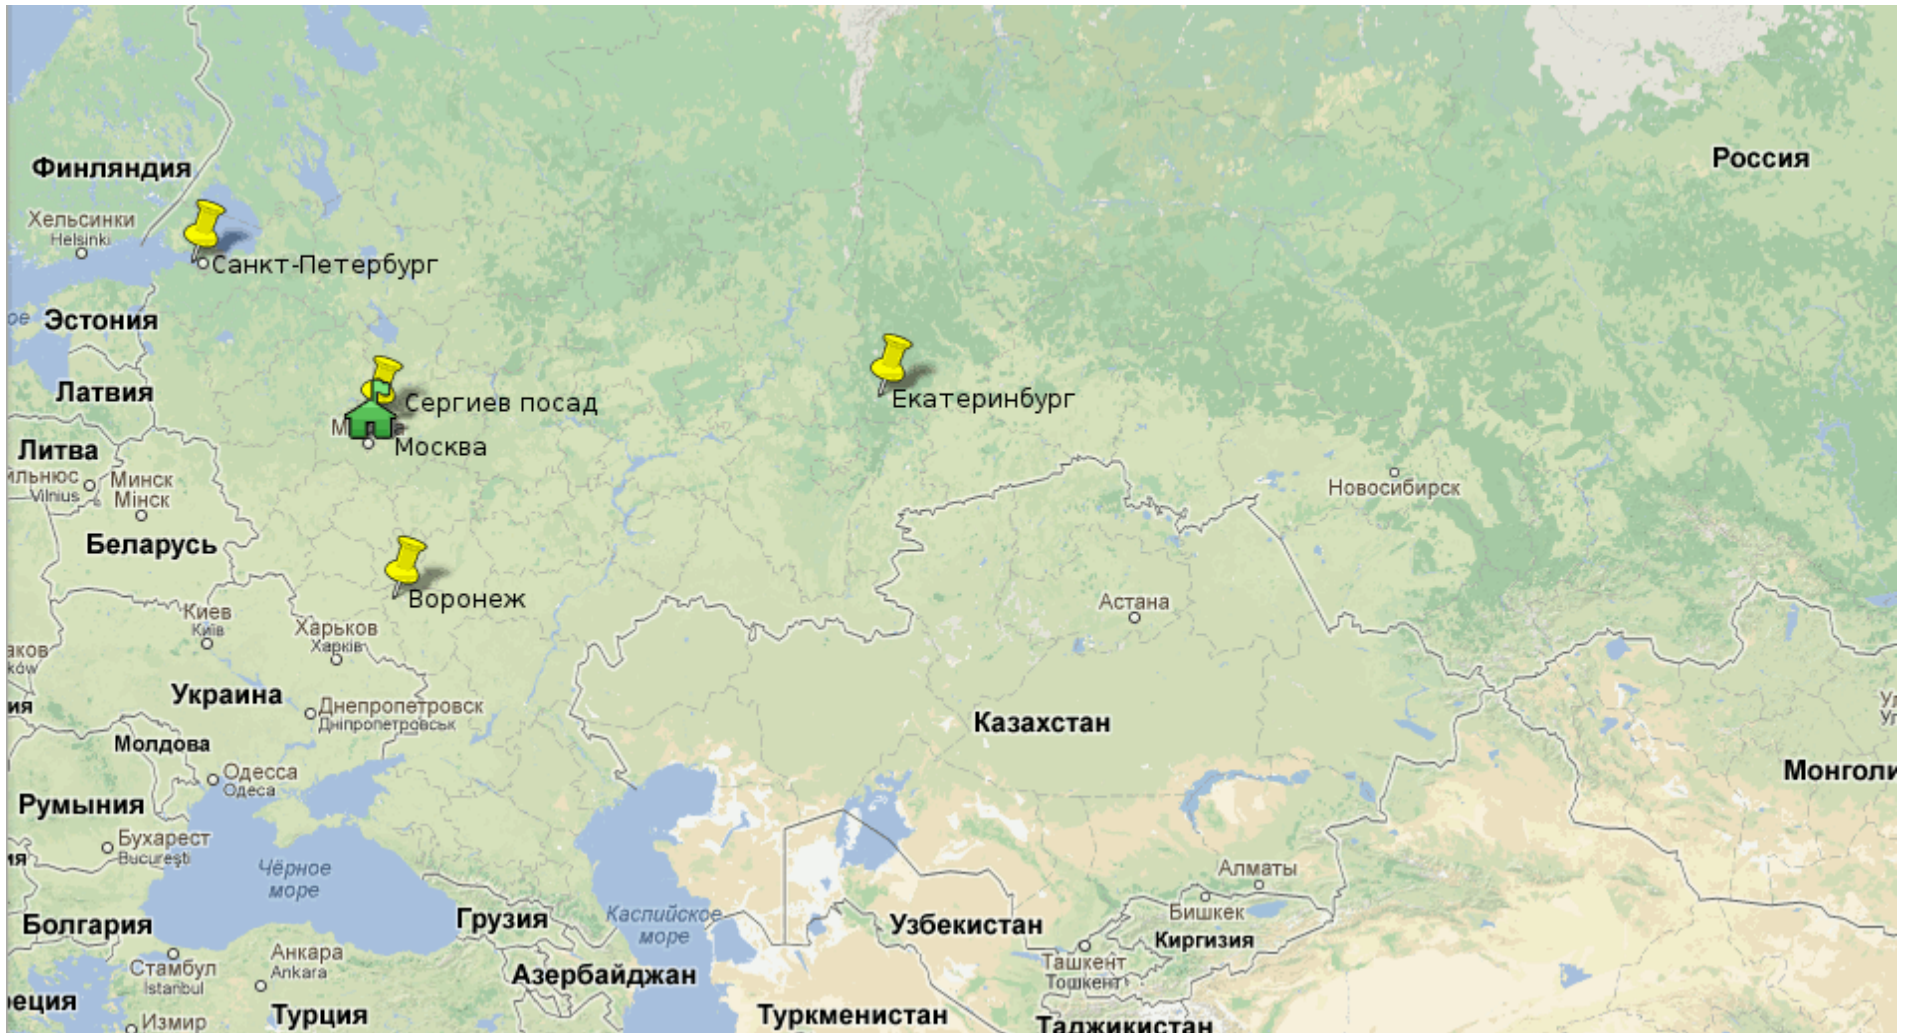 Россия
Финляндия
Хельсинки
Helsinki
Санкт-Петербург
Эстония
Латвия
Екатеринбург
Сергиев посад
Москва
Литва
Vilnius
Минск
Мінск
Новосибирск
Беларусь
Воронеж
Астана
Киев
Київ
Харьков
Харків
Украина
Днепропетровск
Дніпропетровськ
Казахстан
Молдова
Одесса
Одеса
Монголи
Румыния
Бухарест
Bucureşti
Чёрное
море
Алматы
Бишкек
Киргизия
Болгария
Грузия
Каспийское
море
Узбекистан
Анкара
Ankara
Стамбул
İstanbul
Азербайджан
Ташкент
Тошкент
Турция
Туркменистан
Таджикистан
Измир